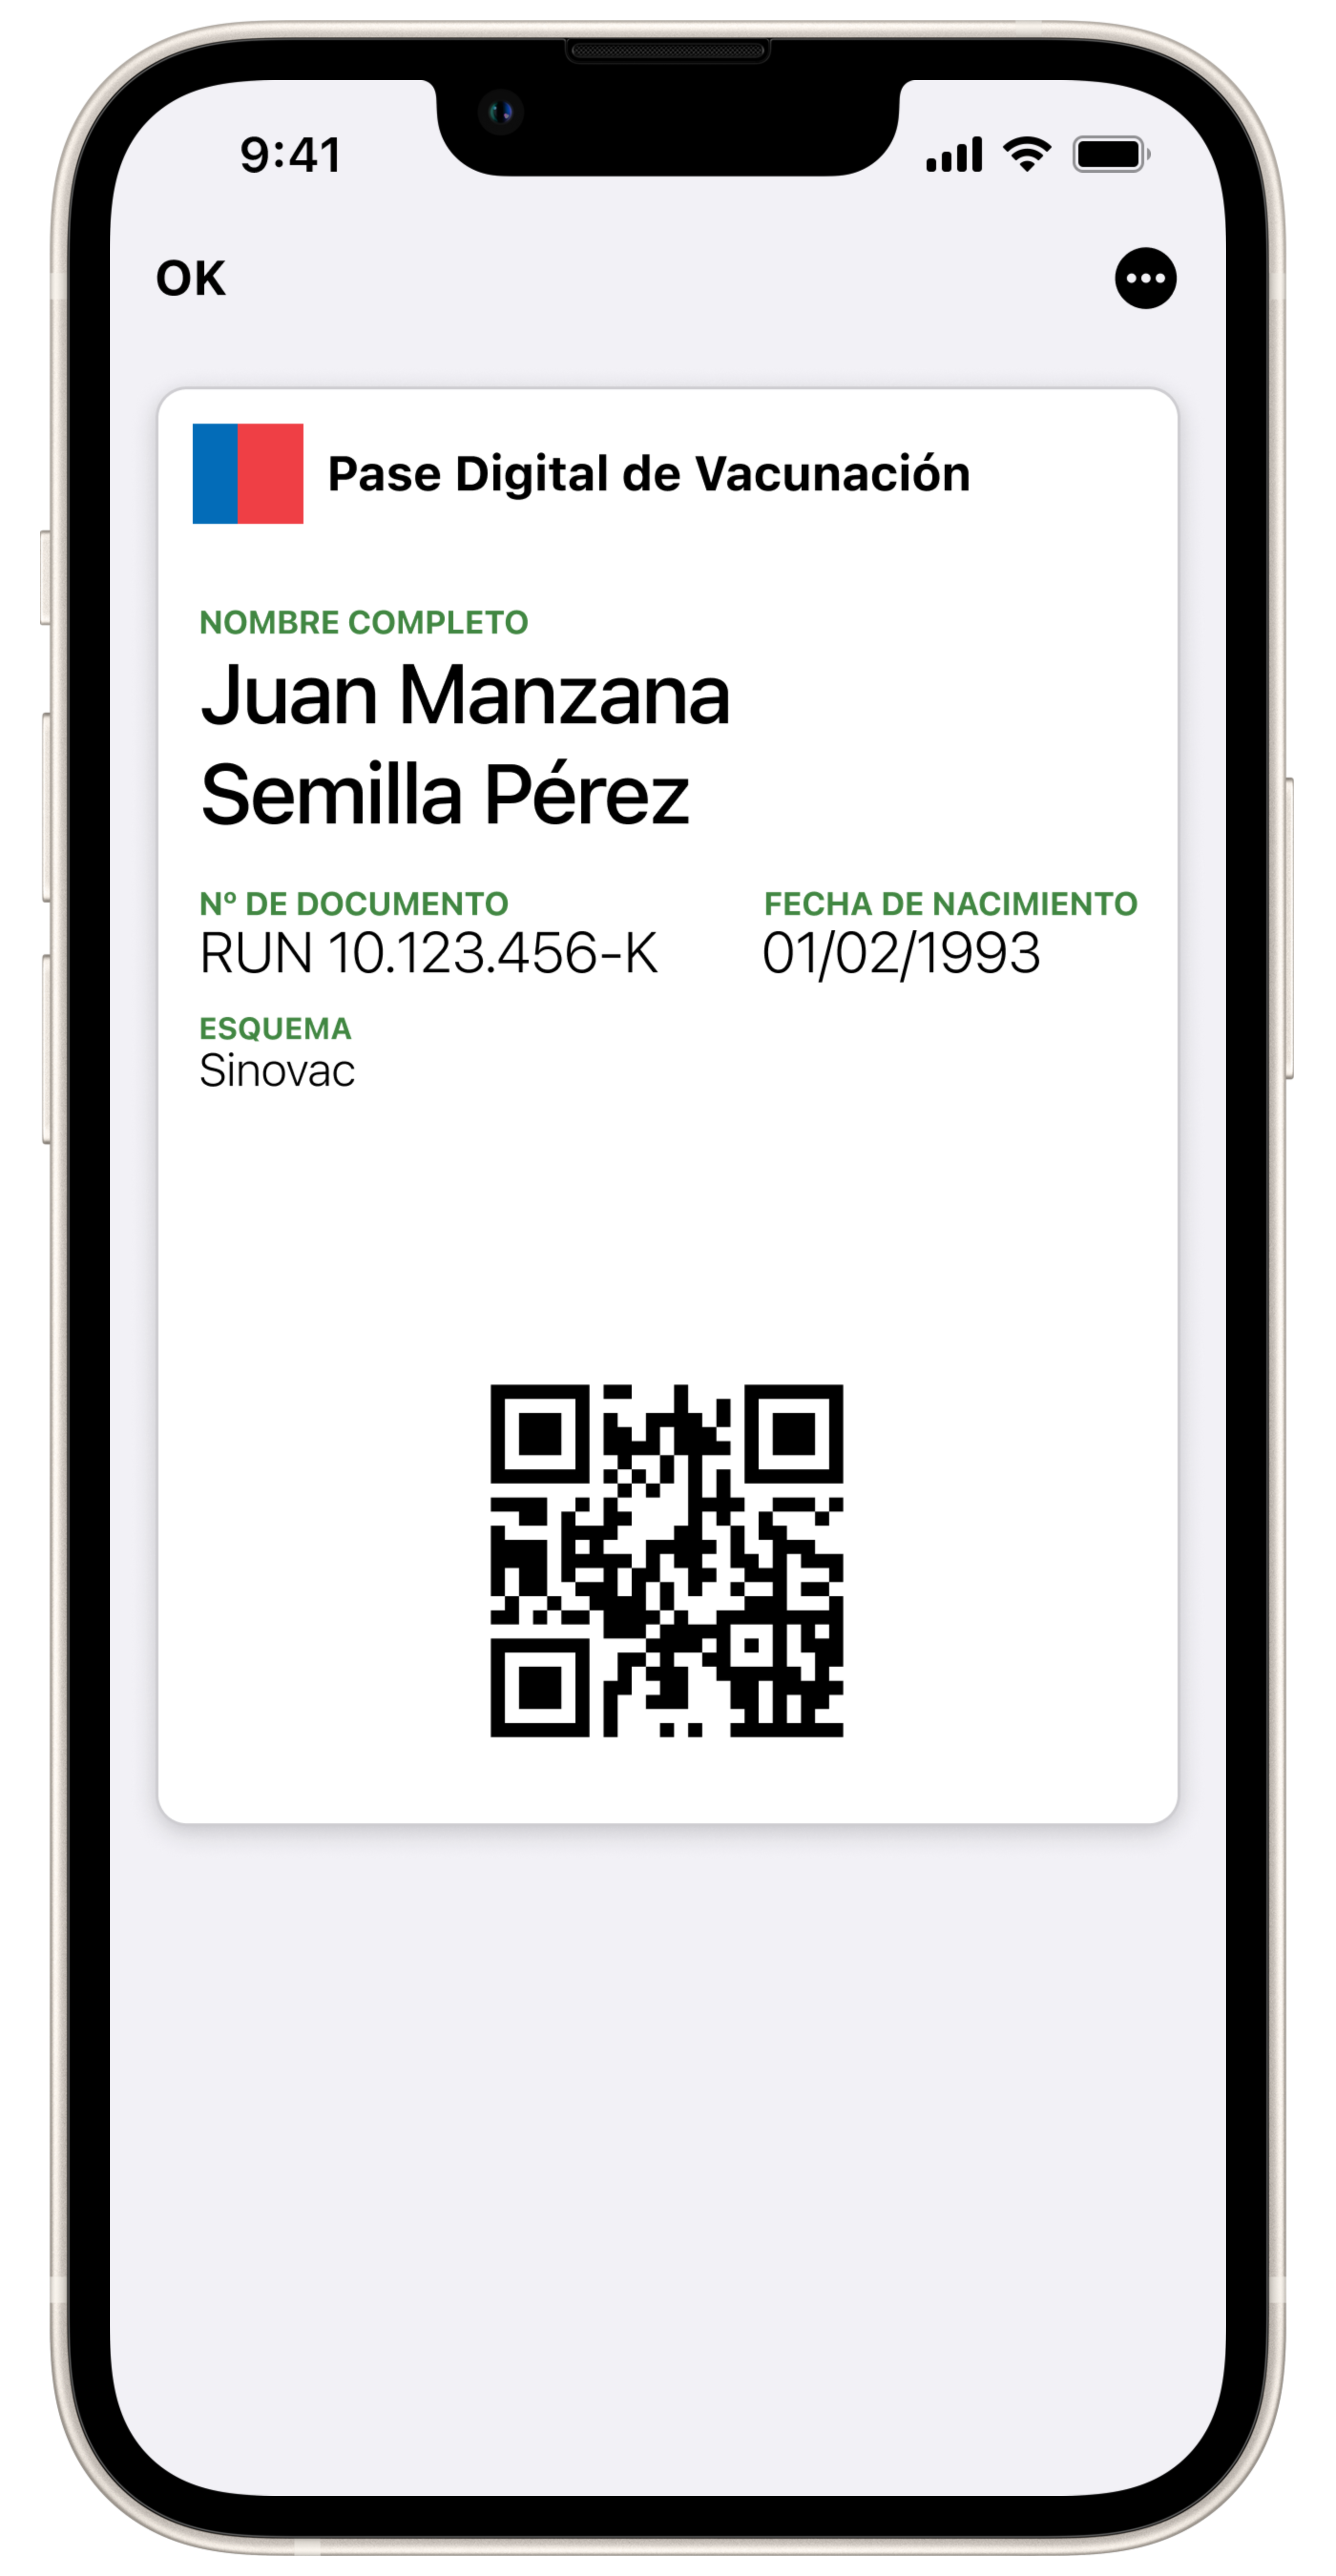 9:41
OK
Pase Digital de Vacunación
NOMBRE COMPLETO
Juan Manzana
Semilla Pérez
Nº DE DOCUMENTO FECHA DE NACIMIENTO
RUN 10.123.456-K 01/02/1993
ESQUEMA
Sinovac